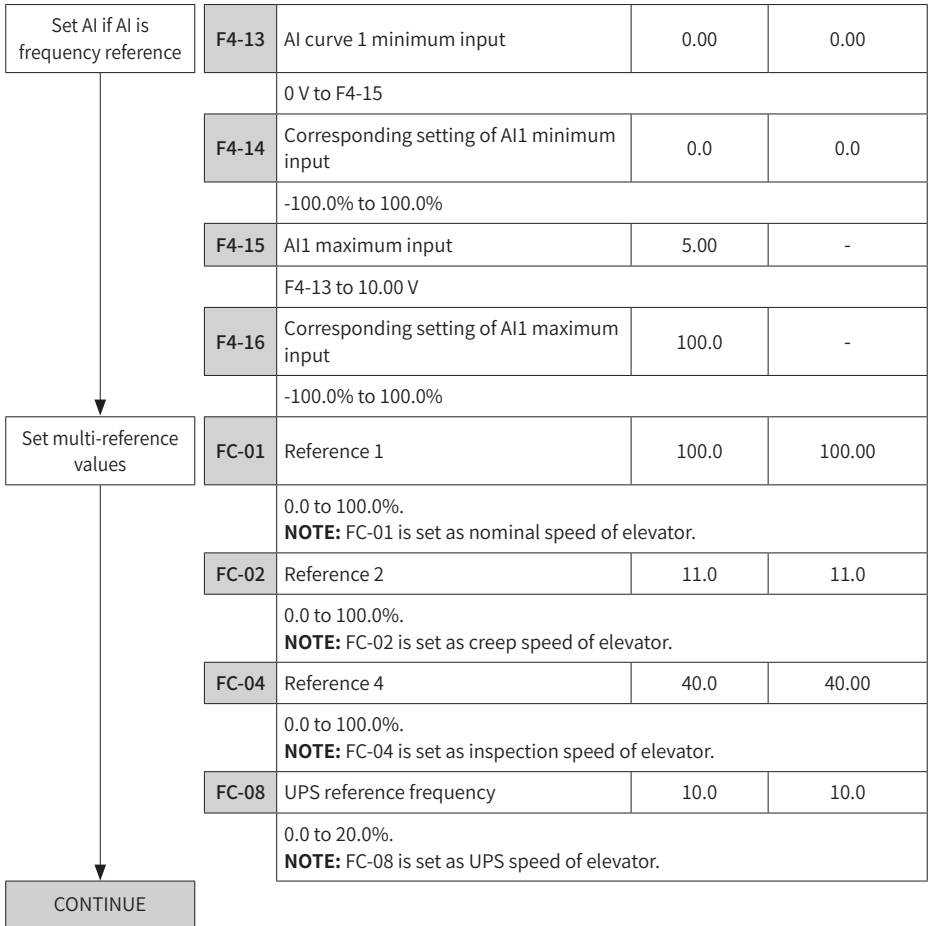 Set AI if AI is
frequency reference
F4-13 AI curve 1 minimum input 0.00 0.00
0 V to F4-15
F4-14 Corresponding setting of AI1 minimum
input 0.0 0.0
-100.0% to 100.0%
F4-15 AI1 maximum input 5.00 -
F4-13 to 10.00 V
F4-16 Corresponding setting of AI1 maximum
input 100.0 -
-100.0% to 100.0%
Set multi-reference
values
FC-01 Reference 1 100.0 100.00
0.0 to 100.0%.
NOTE: FC-01 is set as nominal speed of elevator.
FC-02 Reference 2 11.0 11.0
0.0 to 100.0%.
NOTE: FC-02 is set as creep speed of elevator.
FC-04 Reference 4 40.0 40.00
0.0 to 100.0%.
NOTE: FC-04 is set as inspection speed of elevator.
FC-08 UPS reference frequency 10.0 10.0
0.0 to 20.0%.
NOTE: FC-08 is set as UPS speed of elevator.
CONTINUE